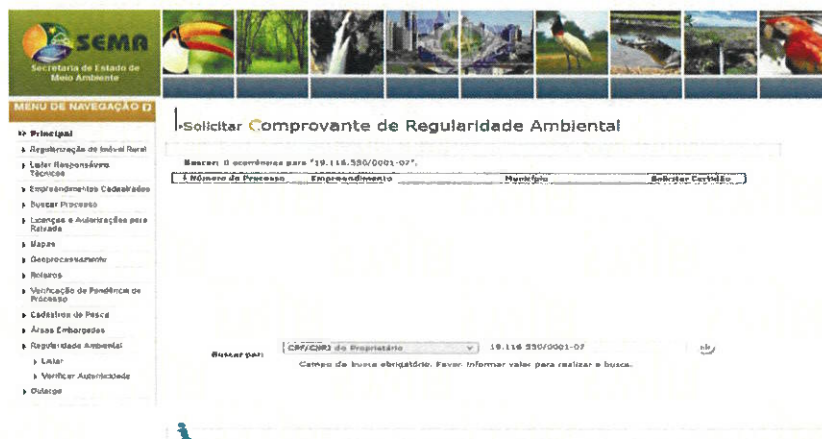 SEMA
Secretaria de Estado de
Meio Ambiente
MENU DE NAVEGAÇÃO
Principal
Regularização de Imóvel Rural
Listar Responsáveis
Técnicos
Empreendimentos Cadastrados
Buscar Processo
Licenças e Autorizações para
Retirada
Mapas
Geoprocessamento
Roteiros
Verificação de Pendência de
Processo
Cadastros de Pesca
Áreas Embargadas
Regularidade Ambiental
Listar
Verificar Autenticidade
Outorga
Solicitar Comprovante de Regularidade Ambiental
Buscar: 0 ocorrências para "19.116.550/0001-07".
Número do Processo Empreendimento Município Solicitar Certidão
Buscar por: CPF/CNPJ do Proprietário 19.116.550/0001-07 ok
Campo de busca obrigatório. Favor informar valor para realizar a busca.